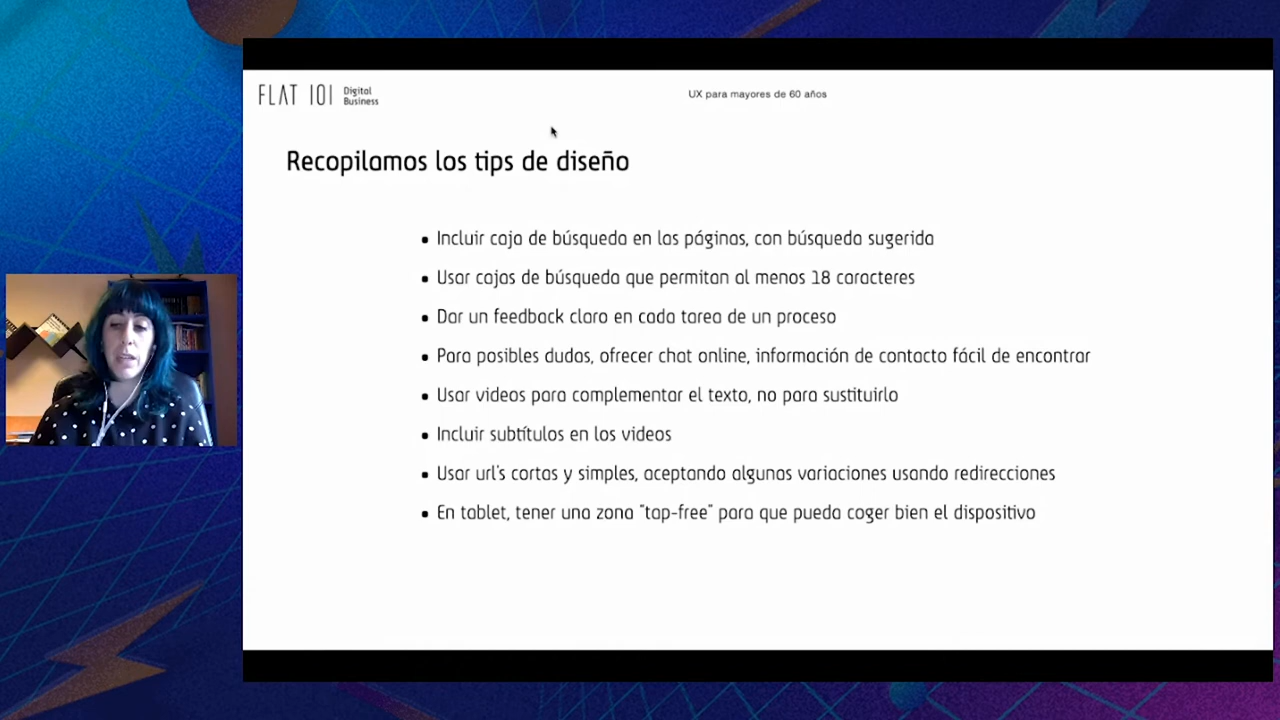 FLAT 101 Digital Business
UX para mayores de 60 años
Recopilamos los tips de diseño
• Incluir caja de búsqueda en las páginas, con búsqueda sugerida
• Usar cajas de búsqueda que permitan al menos 18 caracteres
• Dar un feedback claro en cada tarea de un proceso
• Para posibles dudas, ofrecer chat online, información de contacto fácil de encontrar
• Usar videos para complementar el texto, no para sustituirlo
• Incluir subtítulos en los videos
• Usar url's cortas y simples, aceptando algunas variaciones usando redirecciones
• En tablet, tener una zona "tap-free" para que pueda coger bien el dispositivo